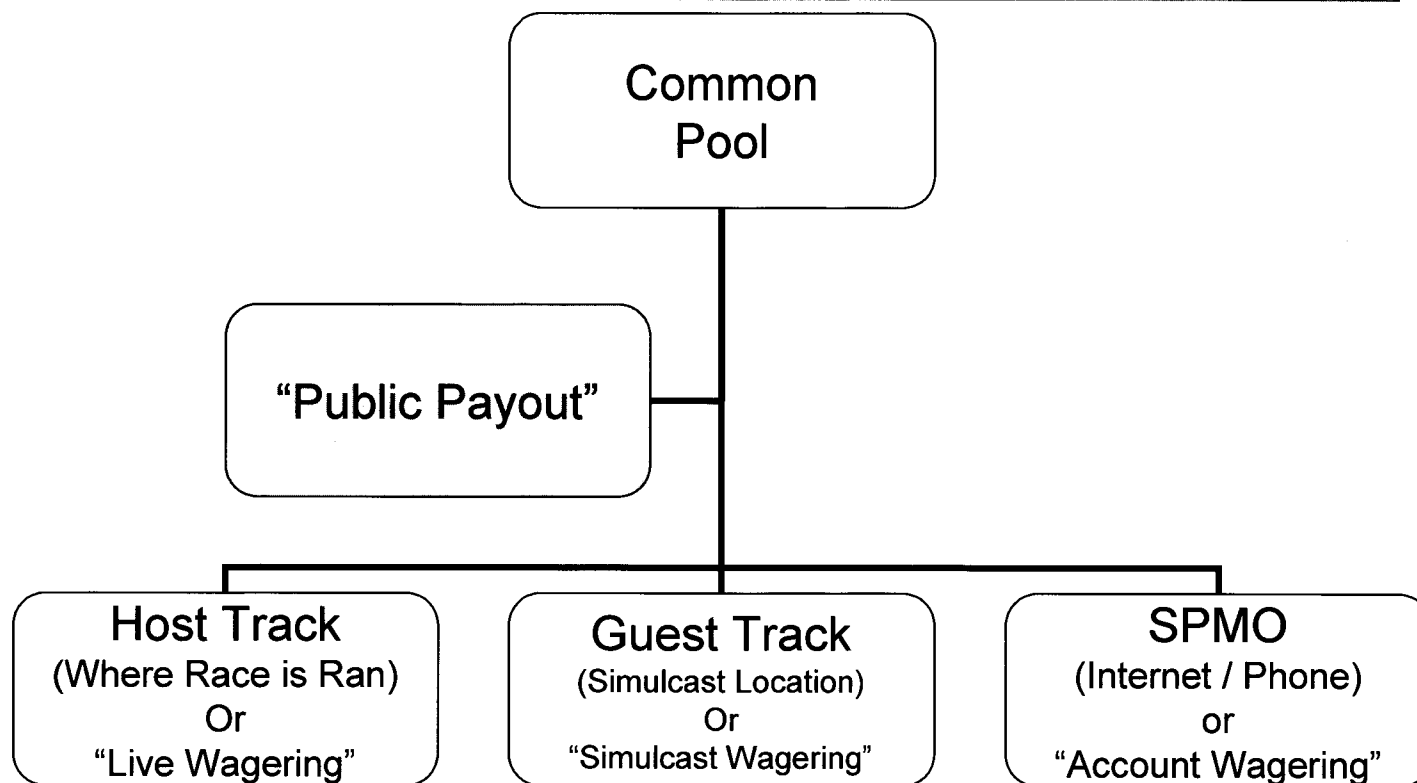 Common
Pool
“Public Payout”
Host Track
(Where Race is Ran)
Or
“Live Wagering”
Guest Track
(Simulcast Location)
Or
“Simulcast Wagering”
SPMO
(Internet / Phone)
or
“Account Wagering”